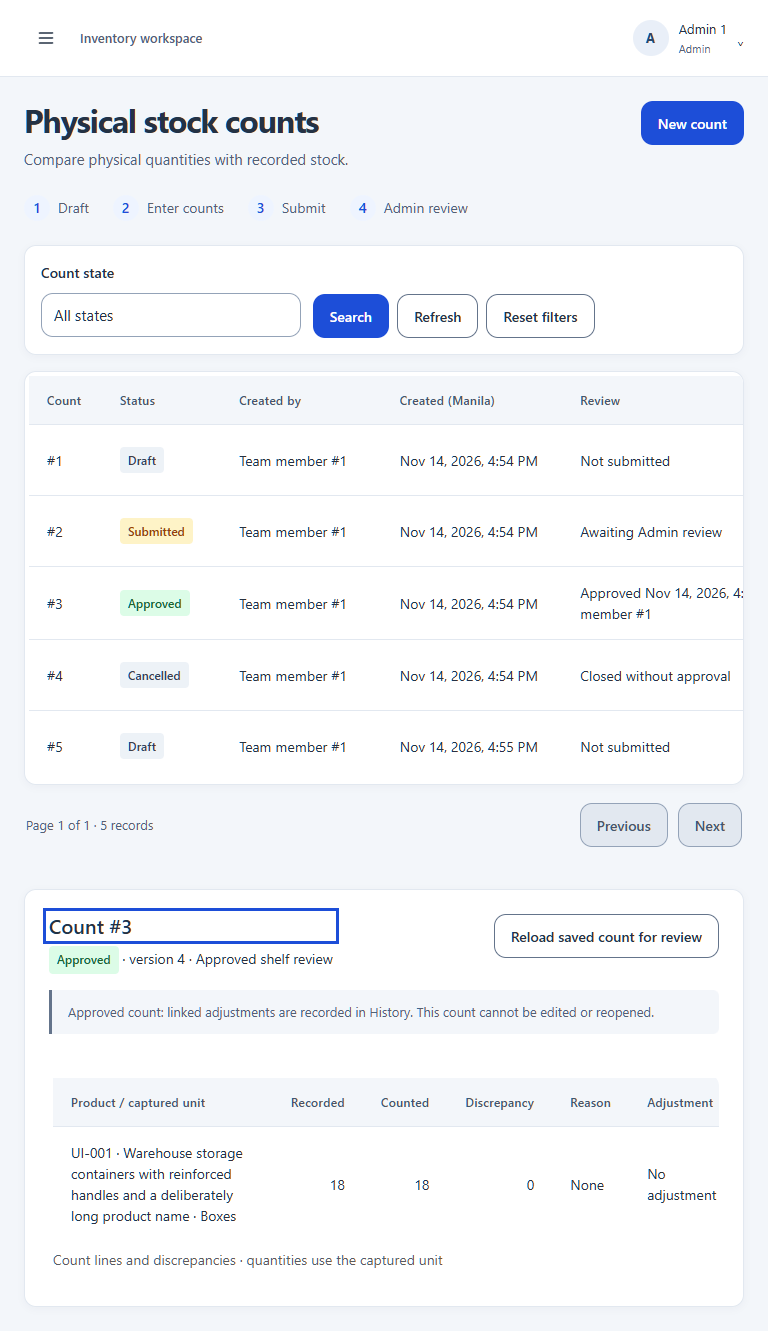 Inventory workspace
A
Admin 1
Admin
Physical stock counts
New count
Compare physical quantities with recorded stock.
1 Draft 2 Enter counts 3 Submit 4 Admin review
Count state
All states
Search Refresh Reset filters
Count Status Created by Created (Manila) Review
#1 Draft Team member #1 Nov 14, 2026, 4:54 PM Not submitted
#2 Submitted Team member #1 Nov 14, 2026, 4:54 PM Awaiting Admin review
#3 Approved Team member #1 Nov 14, 2026, 4:54 PM Approved Nov 14, 2026, 4:
member #1
#4 Cancelled Team member #1 Nov 14, 2026, 4:54 PM Closed without approval
#5 Draft Team member #1 Nov 14, 2026, 4:55 PM Not submitted
Page 1 of 1 · 5 records
Previous Next
Count #3
Reload saved count for review
Approved · version 4 · Approved shelf review
Approved count: linked adjustments are recorded in History. This count cannot be edited or reopened.
Product / captured unit Recorded Counted Discrepancy Reason Adjustment
UI-001 · Warehouse storage
containers with reinforced
handles and a deliberately
long product name · Boxes
18 18 0 None
No
adjustment
Count lines and discrepancies · quantities use the captured unit